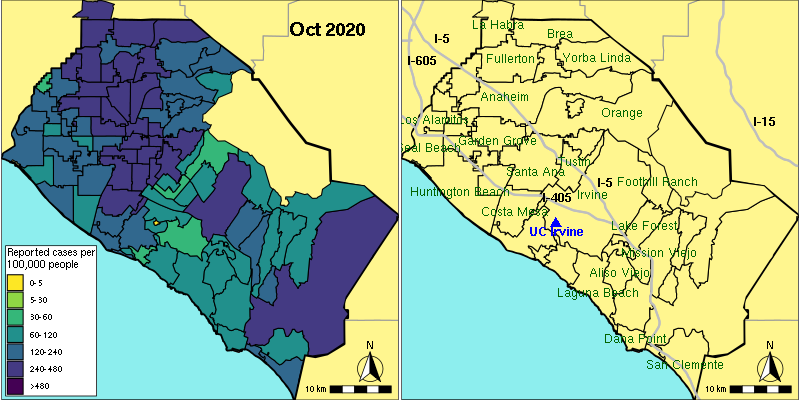 Oct 2020
Reported cases per
100,000 people
0-5
5-30
30-60
60-120
120-240
240-480
>480
N
10 km
La Habra
Brea
I-5
I-605
Fullerton
Yorba Linda
Anaheim
Orange
I-15
Los Alamitos
Garden Grove
Seal Beach
Tustin
Santa Ana
I-5
Foothill Ranch
Huntington Beach
I-405
Irvine
Costa Mesa
UC Irvine
Lake Forest
Mission Viejo
Aliso Viejo
Laguna Beach
Dana Point
San Clemente
N
10 km